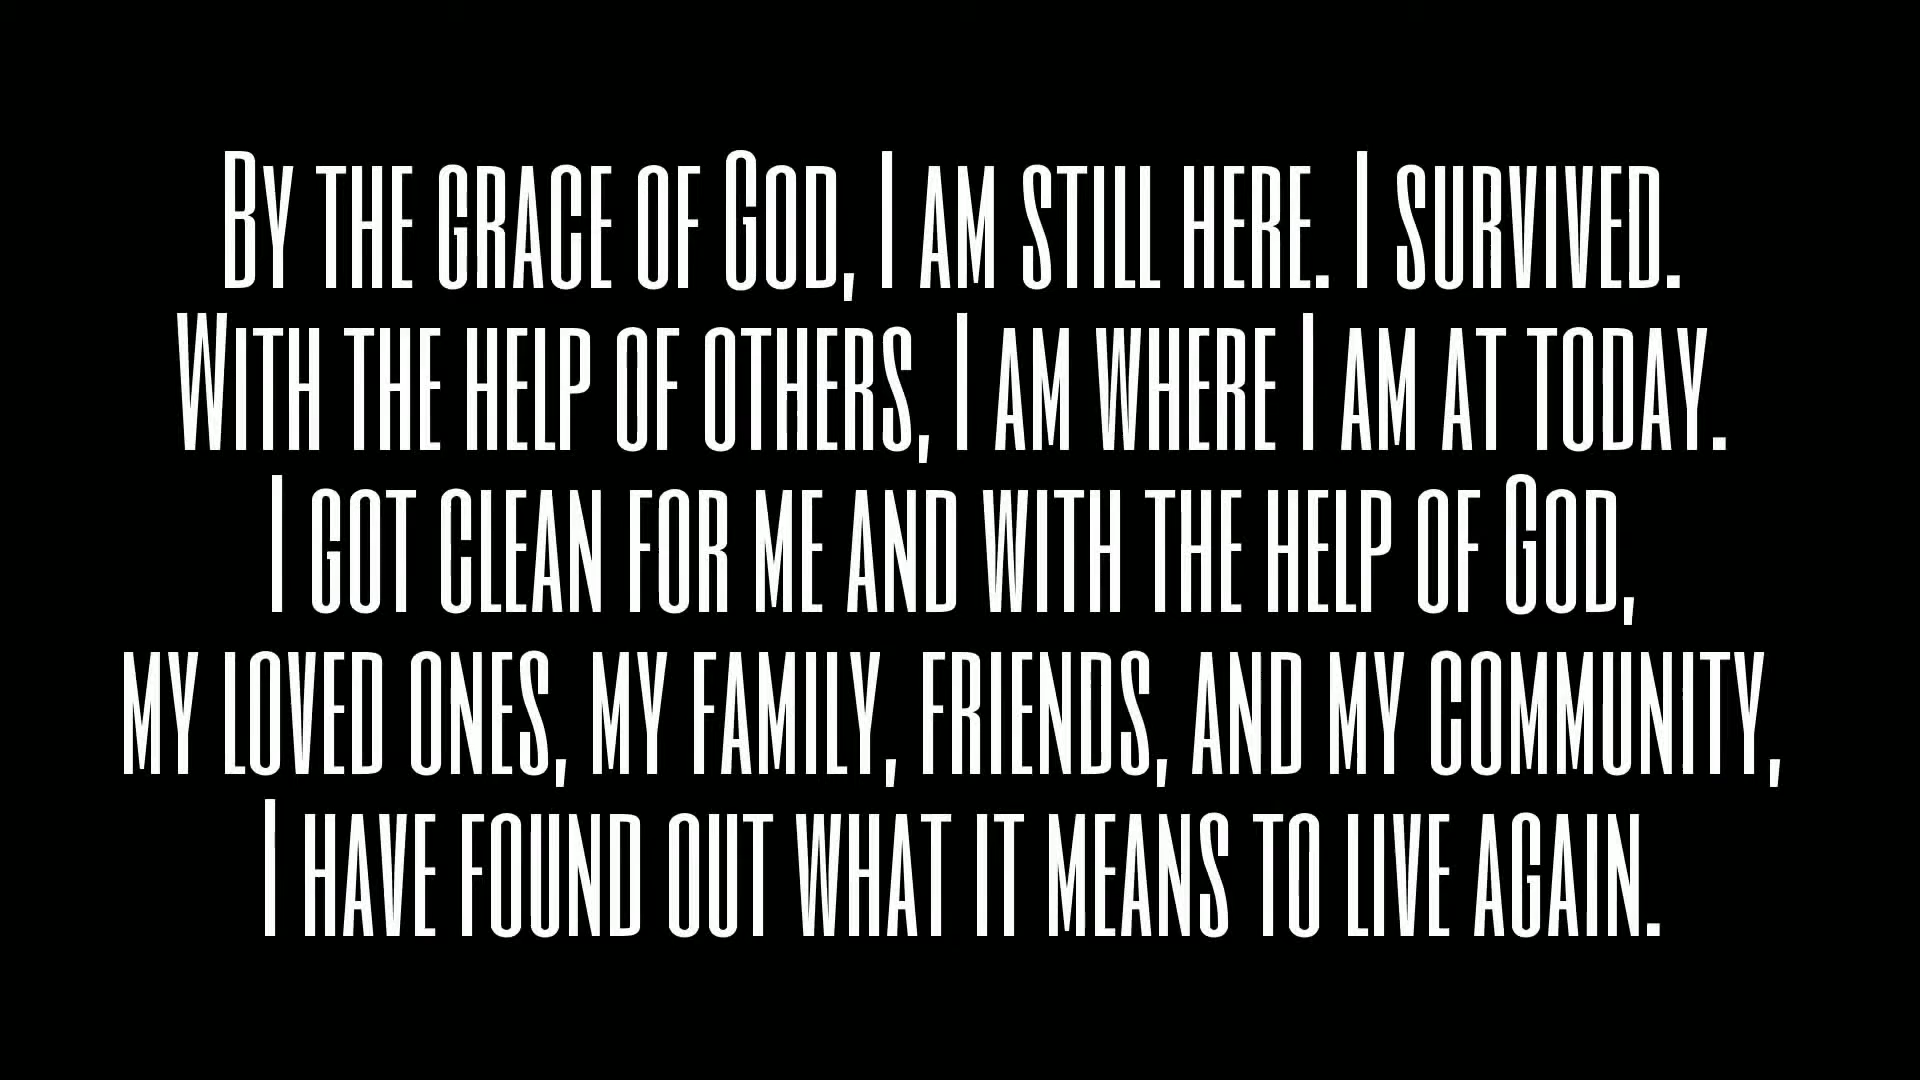 By the grace of God, I am still here. I survived.
With the help of others, I am where I am at today.
I got clean for me and with the help of God,
my loved ones, my family, friends, and my community,
I have found out what it means to live again.